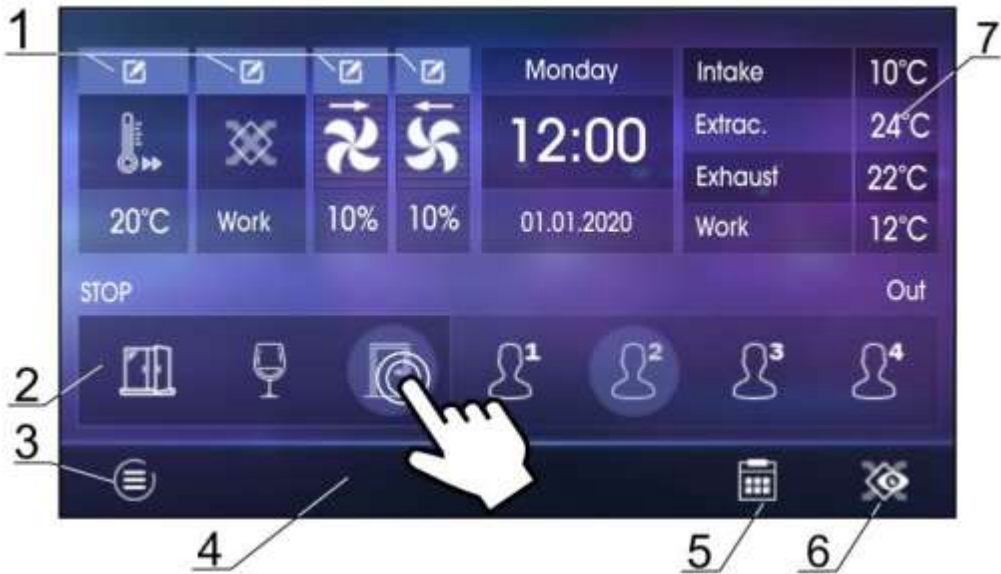 1
7
Monday
Intake 10°C
12:00
Extrac. 24°C
Exhaust 22°C
20°C Work 10% 10% 01.01.2020
Work 12°C
STOP Out
2
1 2 3 4
3
4
5
6